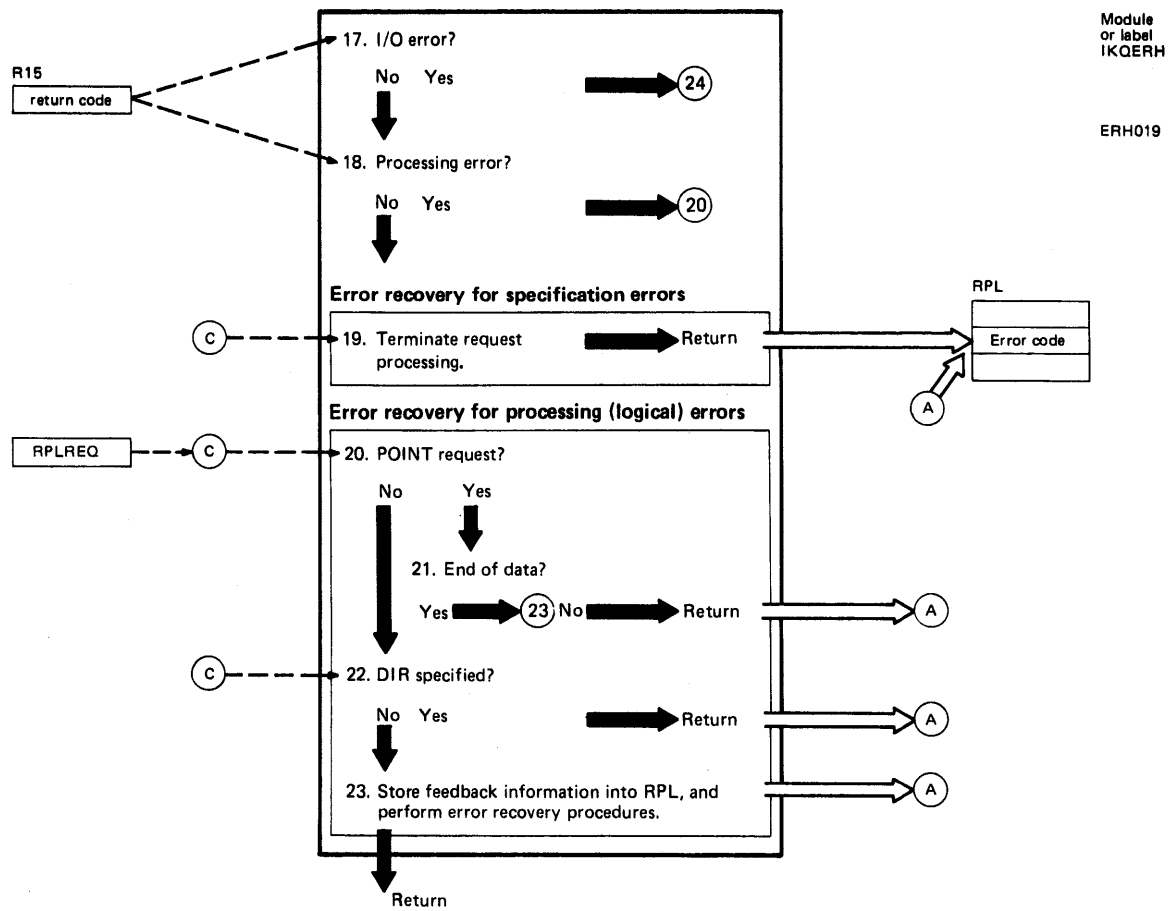 Module
or label
IKQERH
17. I/O error?
R15
return code
No Yes
24
ERH019
18. Processing error?
No Yes
20
Error recovery for specification errors
RPL
C
19. Terminate request
processing.
Return
Error code
A
Error recovery for processing (logical) errors
RPLREQ
C
20. POINT request?
No Yes
21. End of data?
Yes 23 No Return
A
C
22. DIR specified?
No Yes
Return
A
23. Store feedback information into RPL, and
perform error recovery procedures.
A
Return